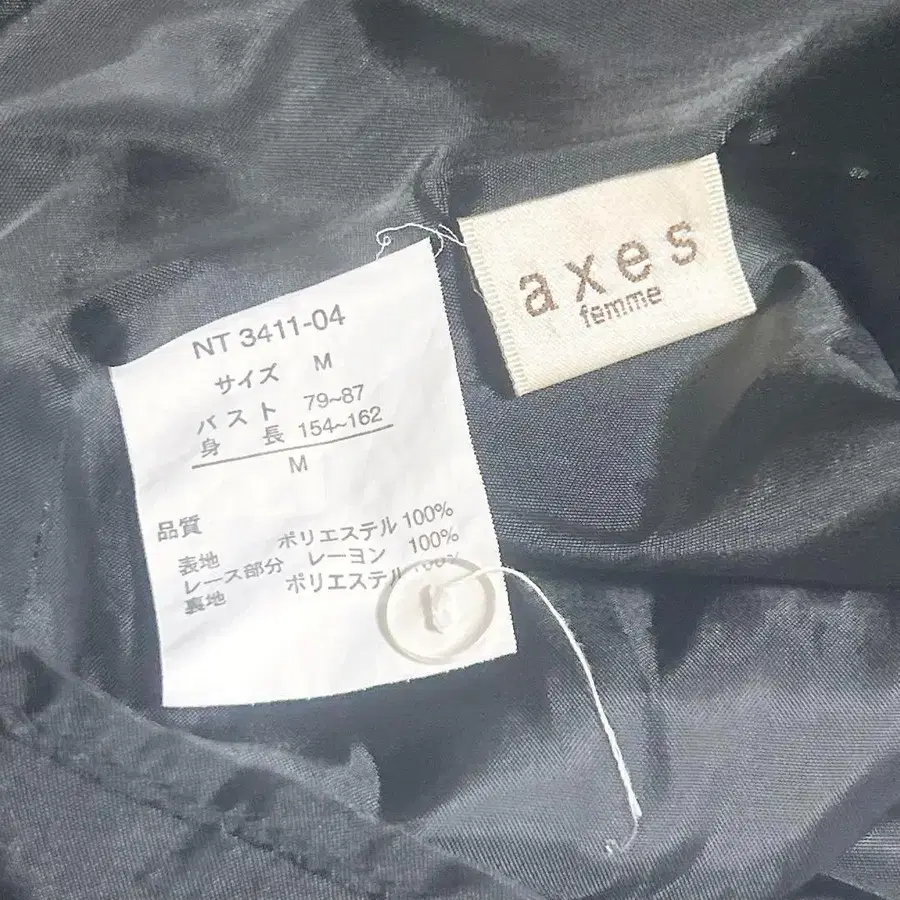 axes
femme
NT 3411-04
サイズ M
バスト 79~87
身 長 154~162
M
品質
表地 ポリエステル 100%
レース部分 レーヨン 100%
裏地 ポリエステル 100%